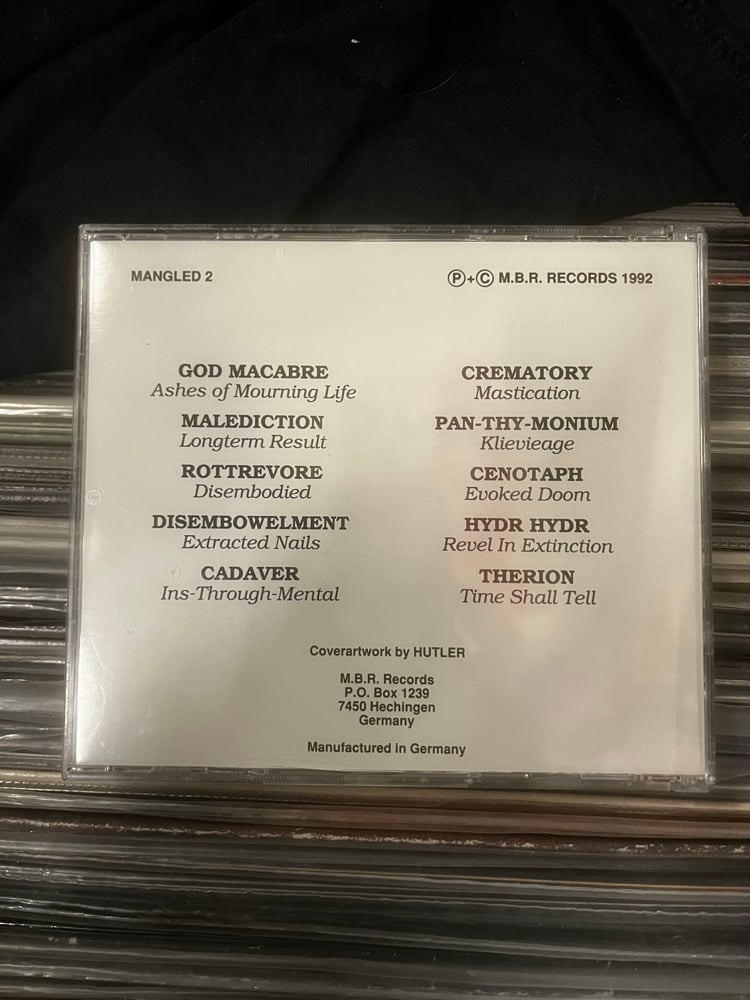 MANGLED 2
Ⓟ+Ⓒ M.B.R. RECORDS 1992
GOD MACABRE
Ashes of Mourning Life
MALEDICTION
Longterm Result
ROTTREVORE
Disembodied
DISEMBOWELMENT
Extracted Nails
CADAVER
Ins-Through-Mental
CREMATORY
Mastication
PAN-THY-MONIUM
Klievieage
CENOTAPH
Evoked Doom
HYDR HYDR
Revel In Extinction
THERION
Time Shall Tell
Coverartwork by HUTLER
M.B.R. Records
P.O. Box 1239
7450 Hechingen
Germany
Manufactured in Germany